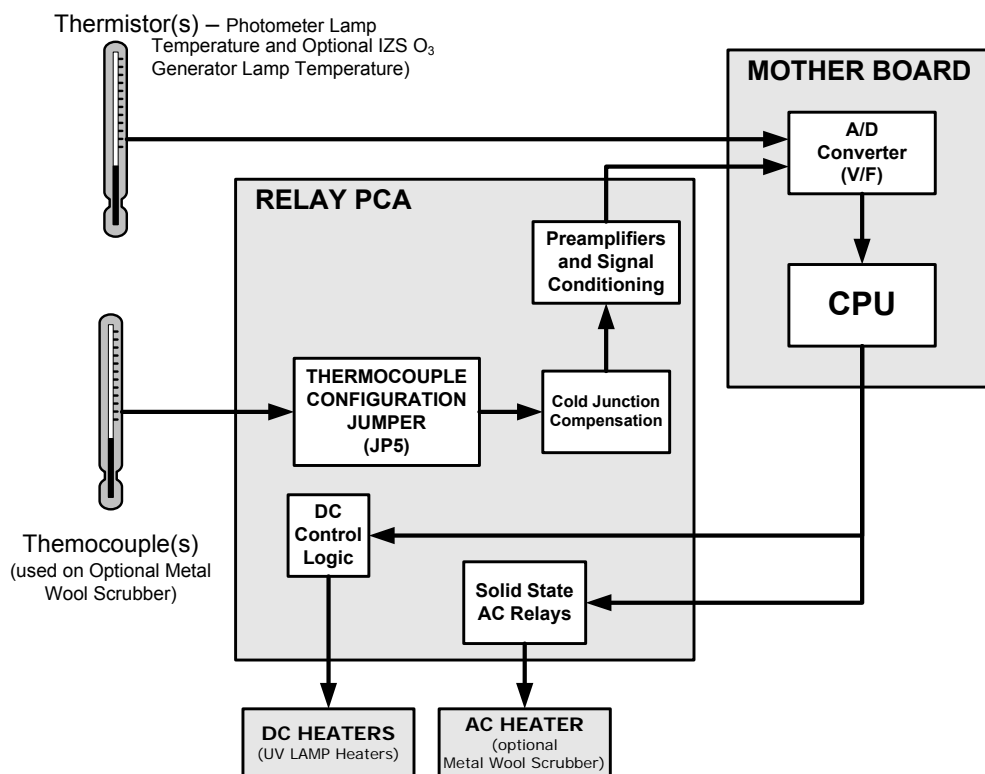 Thermistor(s) – Photometer Lamp
Temperature and Optional IZS O₃
Generator Lamp Temperature)
MOTHER BOARD
A/D
Converter
(V/F)
RELAY PCA
Preamplifiers
and Signal
Conditioning
CPU
THERMOCOUPLE
CONFIGURATION
JUMPER
(JP5)
Cold Junction
Compensation
DC
Control
Logic
Themocouple(s)
(used on Optional Metal
Wool Scrubber)
Solid State
AC Relays
DC HEATERS
(UV LAMP Heaters)
AC HEATER
(optional
Metal Wool Scrubber)